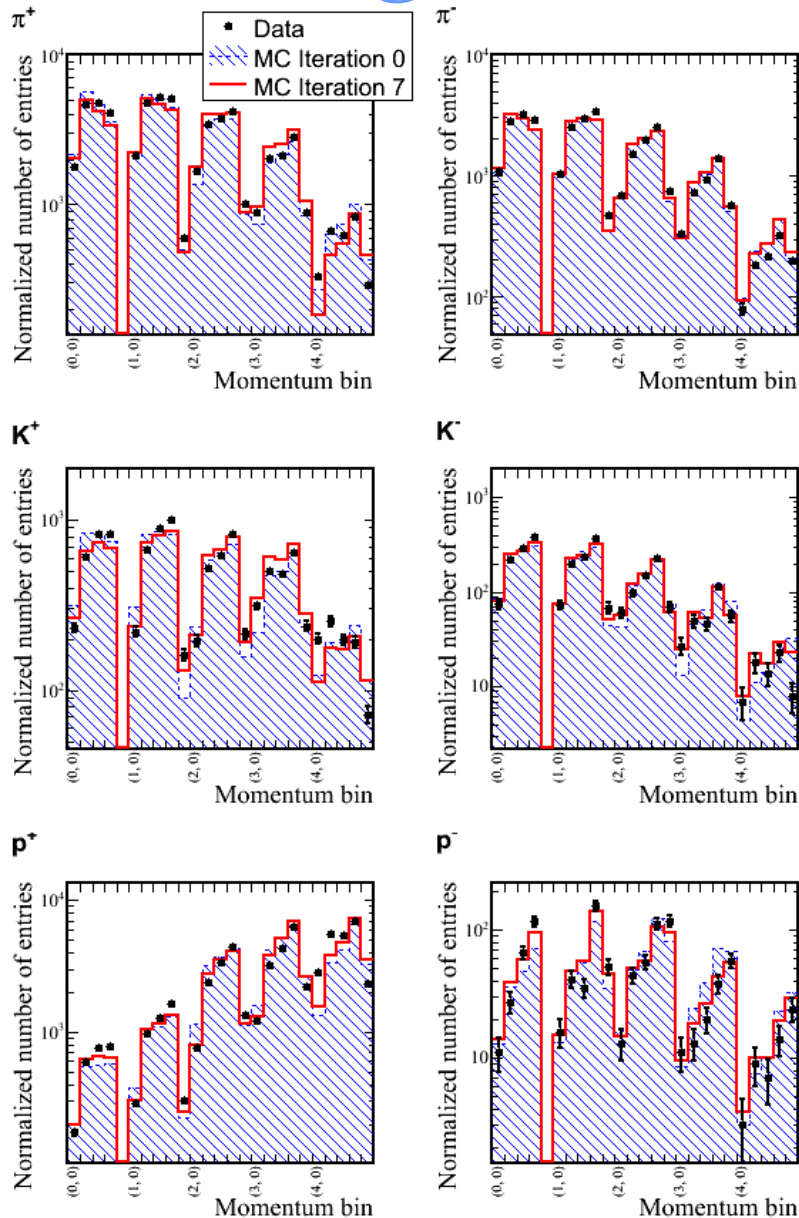 π⁺
Data
MC Iteration 0
MC Iteration 7
π⁻
Normalized number of entries
10⁴
10³
(0, 0)
(1, 0)
(2, 0)
(3, 0)
(4, 0)
Momentum bin
Normalized number of entries
10⁴
10³
10²
(0, 0)
(1, 0)
(2, 0)
(3, 0)
(4, 0)
Momentum bin
K⁺
Normalized number of entries
10³
10²
(0, 0)
(1, 0)
(2, 0)
(3, 0)
(4, 0)
Momentum bin
K⁻
Normalized number of entries
10³
10²
10
(0, 0)
(1, 0)
(2, 0)
(3, 0)
(4, 0)
Momentum bin
p⁺
Normalized number of entries
10⁴
10³
(0, 0)
(1, 0)
(2, 0)
(3, 0)
(4, 0)
Momentum bin
p⁻
Normalized number of entries
10²
10
(0, 0)
(1, 0)
(2, 0)
(3, 0)
(4, 0)
Momentum bin